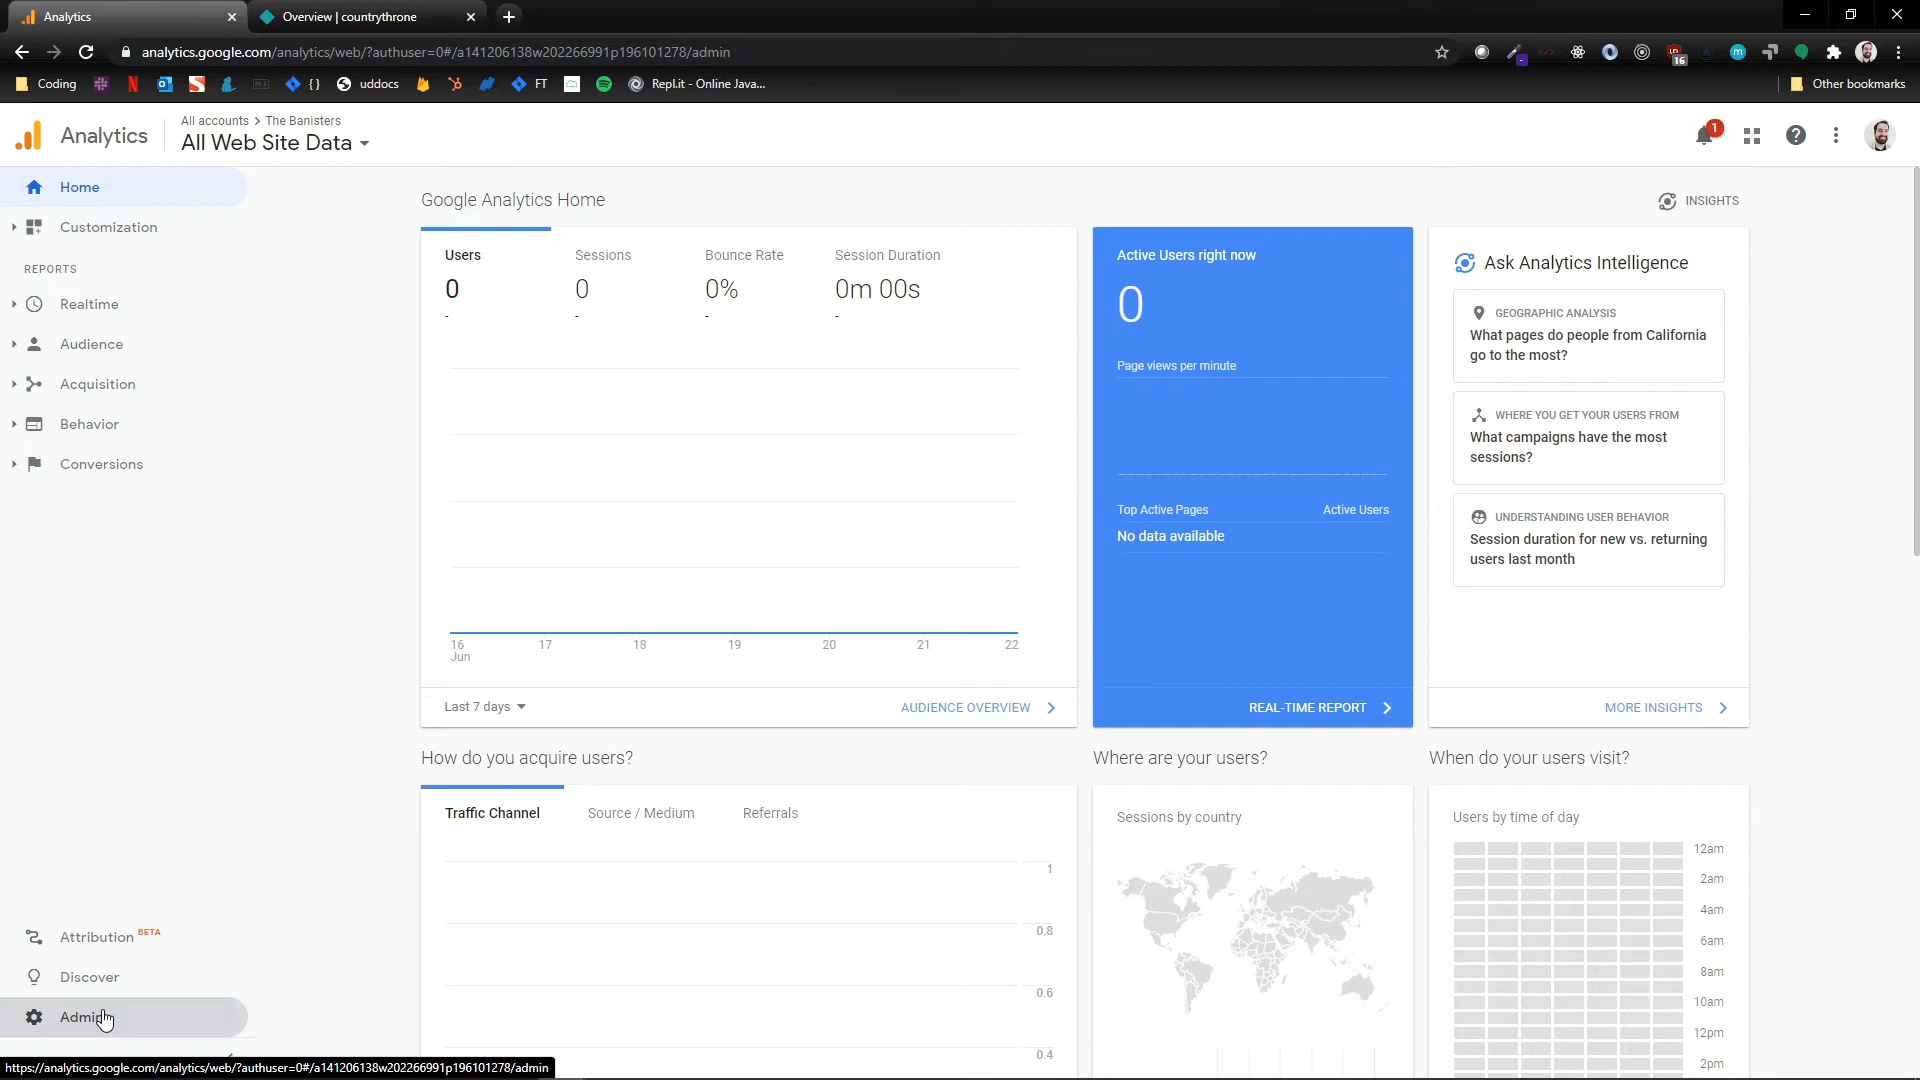 Analytics
Overview | countrythrone
analytics.google.com/analytics/web/?authuser=0#/a141206138w202266991p196101278/admin
16
Coding
{ }
uddocs
FT
Repl.it - Online Java...
Other bookmarks
Analytics
All accounts > The Banisters
All Web Site Data
1
Home
Customization
REPORTS
Realtime
Audience
Acquisition
Behavior
Conversions
Attribution BETA
Discover
Admin
https://analytics.google.com/analytics/web/?authuser=0#/a141206138w202266991p196101278/admin
Google Analytics Home
INSIGHTS
Users
0
-
Sessions
0
-
Bounce Rate
0%
-
Session Duration
0m 00s
-
16 17 18 19 20 21 22
Jun
Last 7 days
AUDIENCE OVERVIEW
Active Users right now
0
Page views per minute
Top Active Pages Active Users
No data available
REAL-TIME REPORT
Ask Analytics Intelligence
GEOGRAPHIC ANALYSIS
What pages do people from California
go to the most?
WHERE YOU GET YOUR USERS FROM
What campaigns have the most
sessions?
UNDERSTANDING USER BEHAVIOR
Session duration for new vs. returning
users last month
MORE INSIGHTS
How do you acquire users?
Traffic Channel Source / Medium Referrals
1
0.8
0.6
0.4
Where are your users?
Sessions by country
When do your users visit?
Users by time of day
12am
2am
4am
6am
8am
10am
12pm
2pm